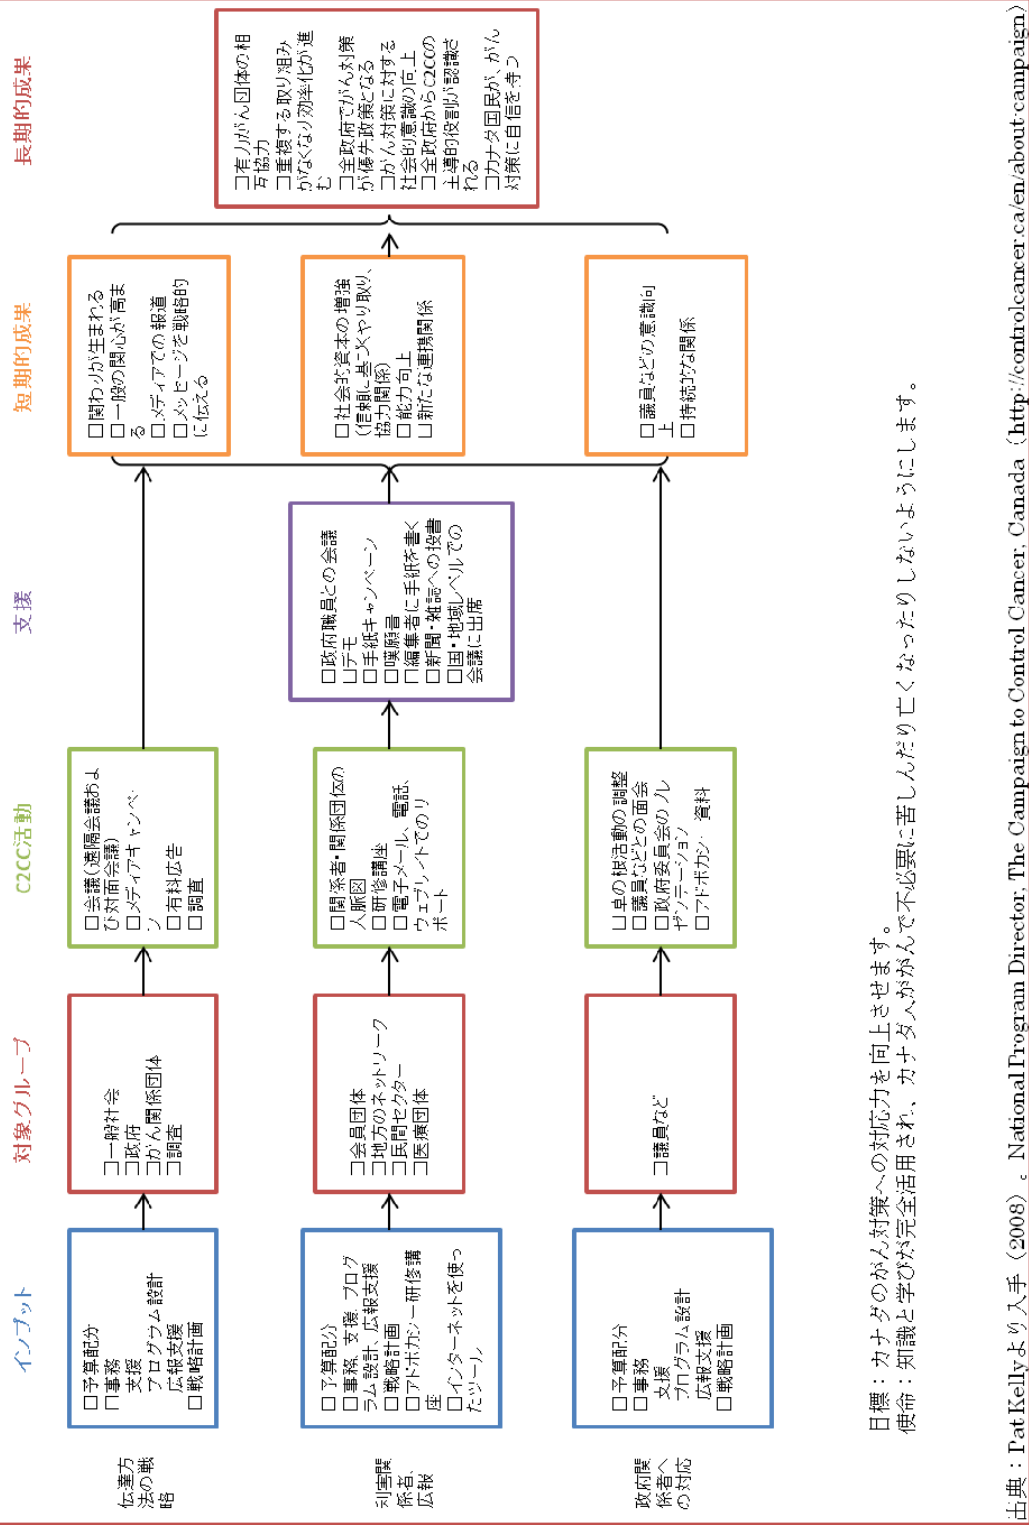 インプット
対象グループ
C2CC活動
支援
短期的成果
長期的成果
伝達方
法の戦
略
□予算配分
□事務
支援
プログラム設計
広報支援
□戦略計画
□一般社会
□政府
□がん関係団体
□調査
□会議(遠隔会議およ
び対面会議)
□メディアキャンペー
ン
□有料広告
□調査
□関わりが生まれる
□一般の関心が高ま
る
□メディアでの報道
□メッセージを戦略的
に伝える
利害関
係者、
広報
□予算配分
□事務、支援、プログ
ラム設計、広報支援
□戦略計画
□アドボカシー研修講
座
□インターネットを使っ
たツール
□会員団体
□地方のネットワーク
□民間セクター
□医療団体
□関係者・関係団体の
人脈図
□研修講座
□電子メール、電話、
ウェブサイトでのリ
ポート
□政府職員との会議
□デモ
□手紙キャンペーン
□嘆願書
□編集者に手紙を書く
□新聞・雑誌への投書
□国・地域レベルでの
会議に出席
□社会的資本の増強
(信頼に基づくやり取り、
協力関係)
□能力向上
□新たな連携関係
□有力がん団体の相
互協力
□重複する取り組み
がなくなり効率化が進
む
□全政府でがん対策
が優先政策となる
□がん対策に対する
社会的意識の向上
□全政府からC2CCの
主導的役割が認識さ
れる
□カナダ国民が、がん
対策に自信を持つ
政府関
係者へ
の対応
□予算配分
□事務
支援
プログラム設計
広報支援
□戦略計画
□議員など
□草の根活動の調整
□議員などとの面会
□政府委員会のプレ
ゼンテーション
□アドボカシー資料
□議員などの意識向
上
□持続的な関係
目標：カナダのがん対策への対応力を向上させます。
使命：知識と学びが完全活用され、カナダ人ががんで不必要に苦しんだり亡くなったりしないようにします。
出典：Pat Kellyより入手（2008）。National Program Director, The Campaign to Control Cancer, Canada（http://controlcancer.ca/en/about-campaign）